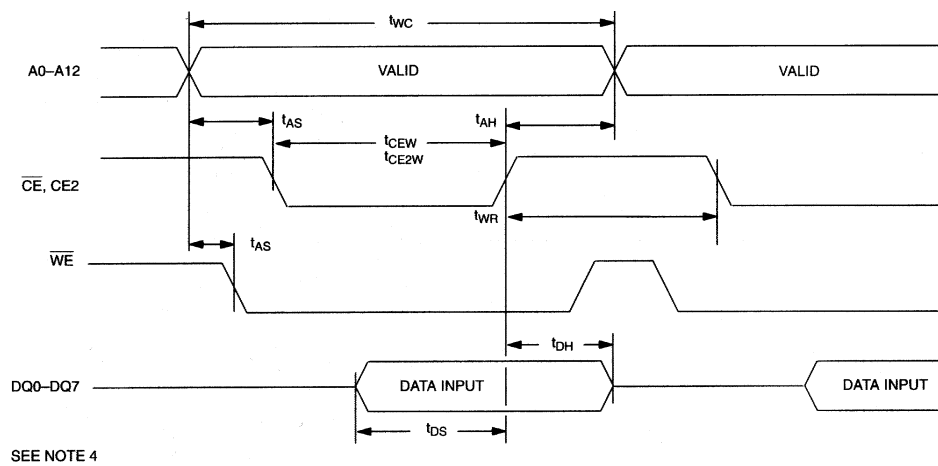 tWC
A0–A12 VALID VALID
tAS tAH
tCEW
tCE2W
CE, CE2
tWR
tAS
WE
tDH
DQ0–DQ7 DATA INPUT DATA INPUT
tDS
SEE NOTE 4